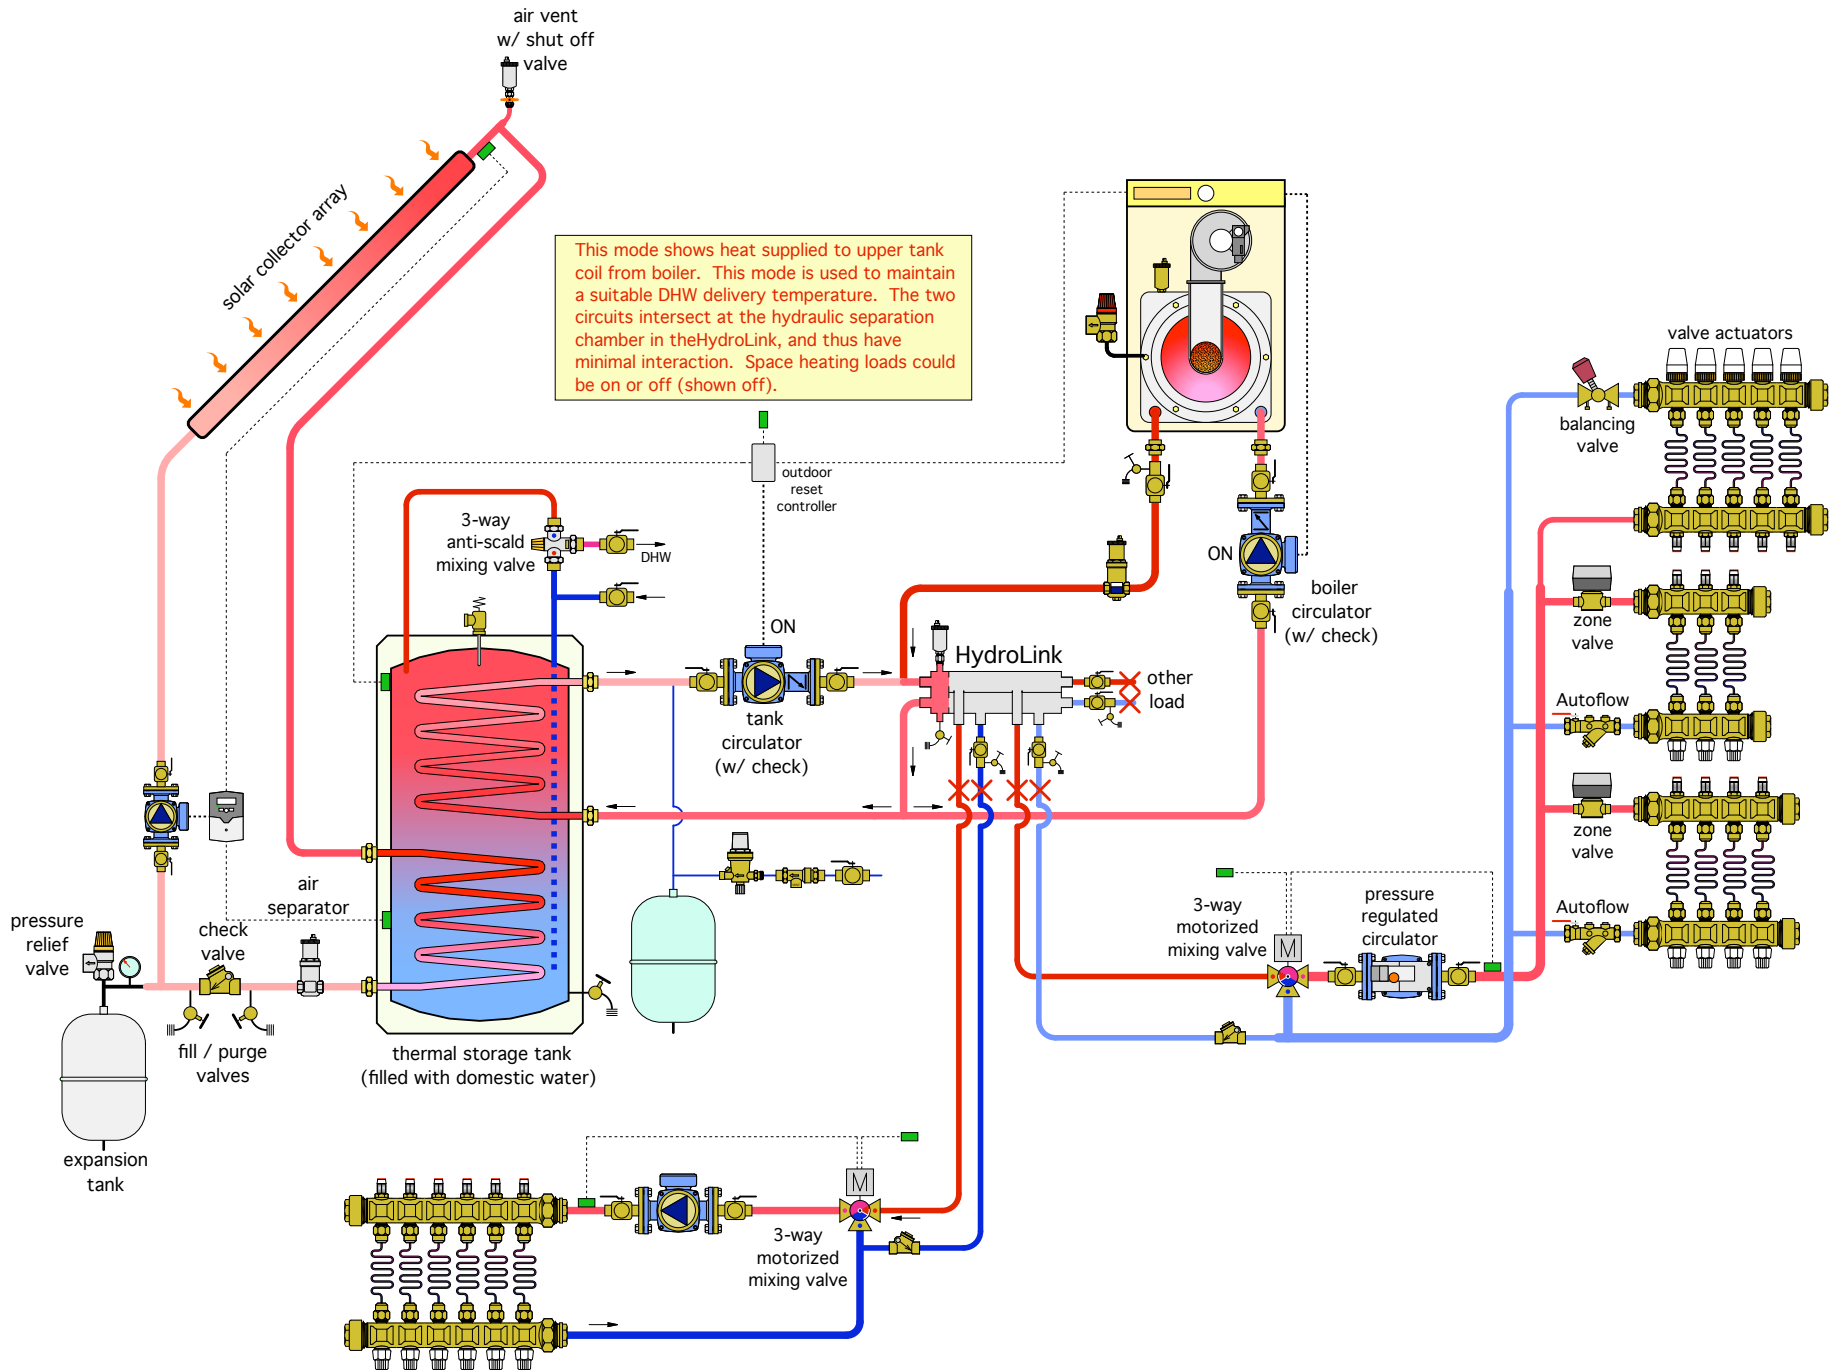 air vent
w/ shut off
valve
solar collector array
This mode shows heat supplied to upper tank
coil from boiler. This mode is used to maintain
a suitable DHW delivery temperature. The two
circuits intersect at the hydraulic separation
chamber in theHydroLink, and thus have
minimal interaction. Space heating loads could
be on or off (shown off).
valve actuators
balancing
valve
outdoor
reset
controller
3-way
anti-scald
mixing valve
DHW
ON
boiler
circulator
(w/ check)
ON
HydroLink
other
load
tank
circulator
(w/ check)
zone
valve
Autoflow
zone
valve
Autoflow
air
separator
check
valve
pressure
relief
valve
fill / purge
valves
expansion
tank
thermal storage tank
(filled with domestic water)
3-way
motorized
mixing valve
M
pressure
regulated
circulator
M
3-way
motorized
mixing valve